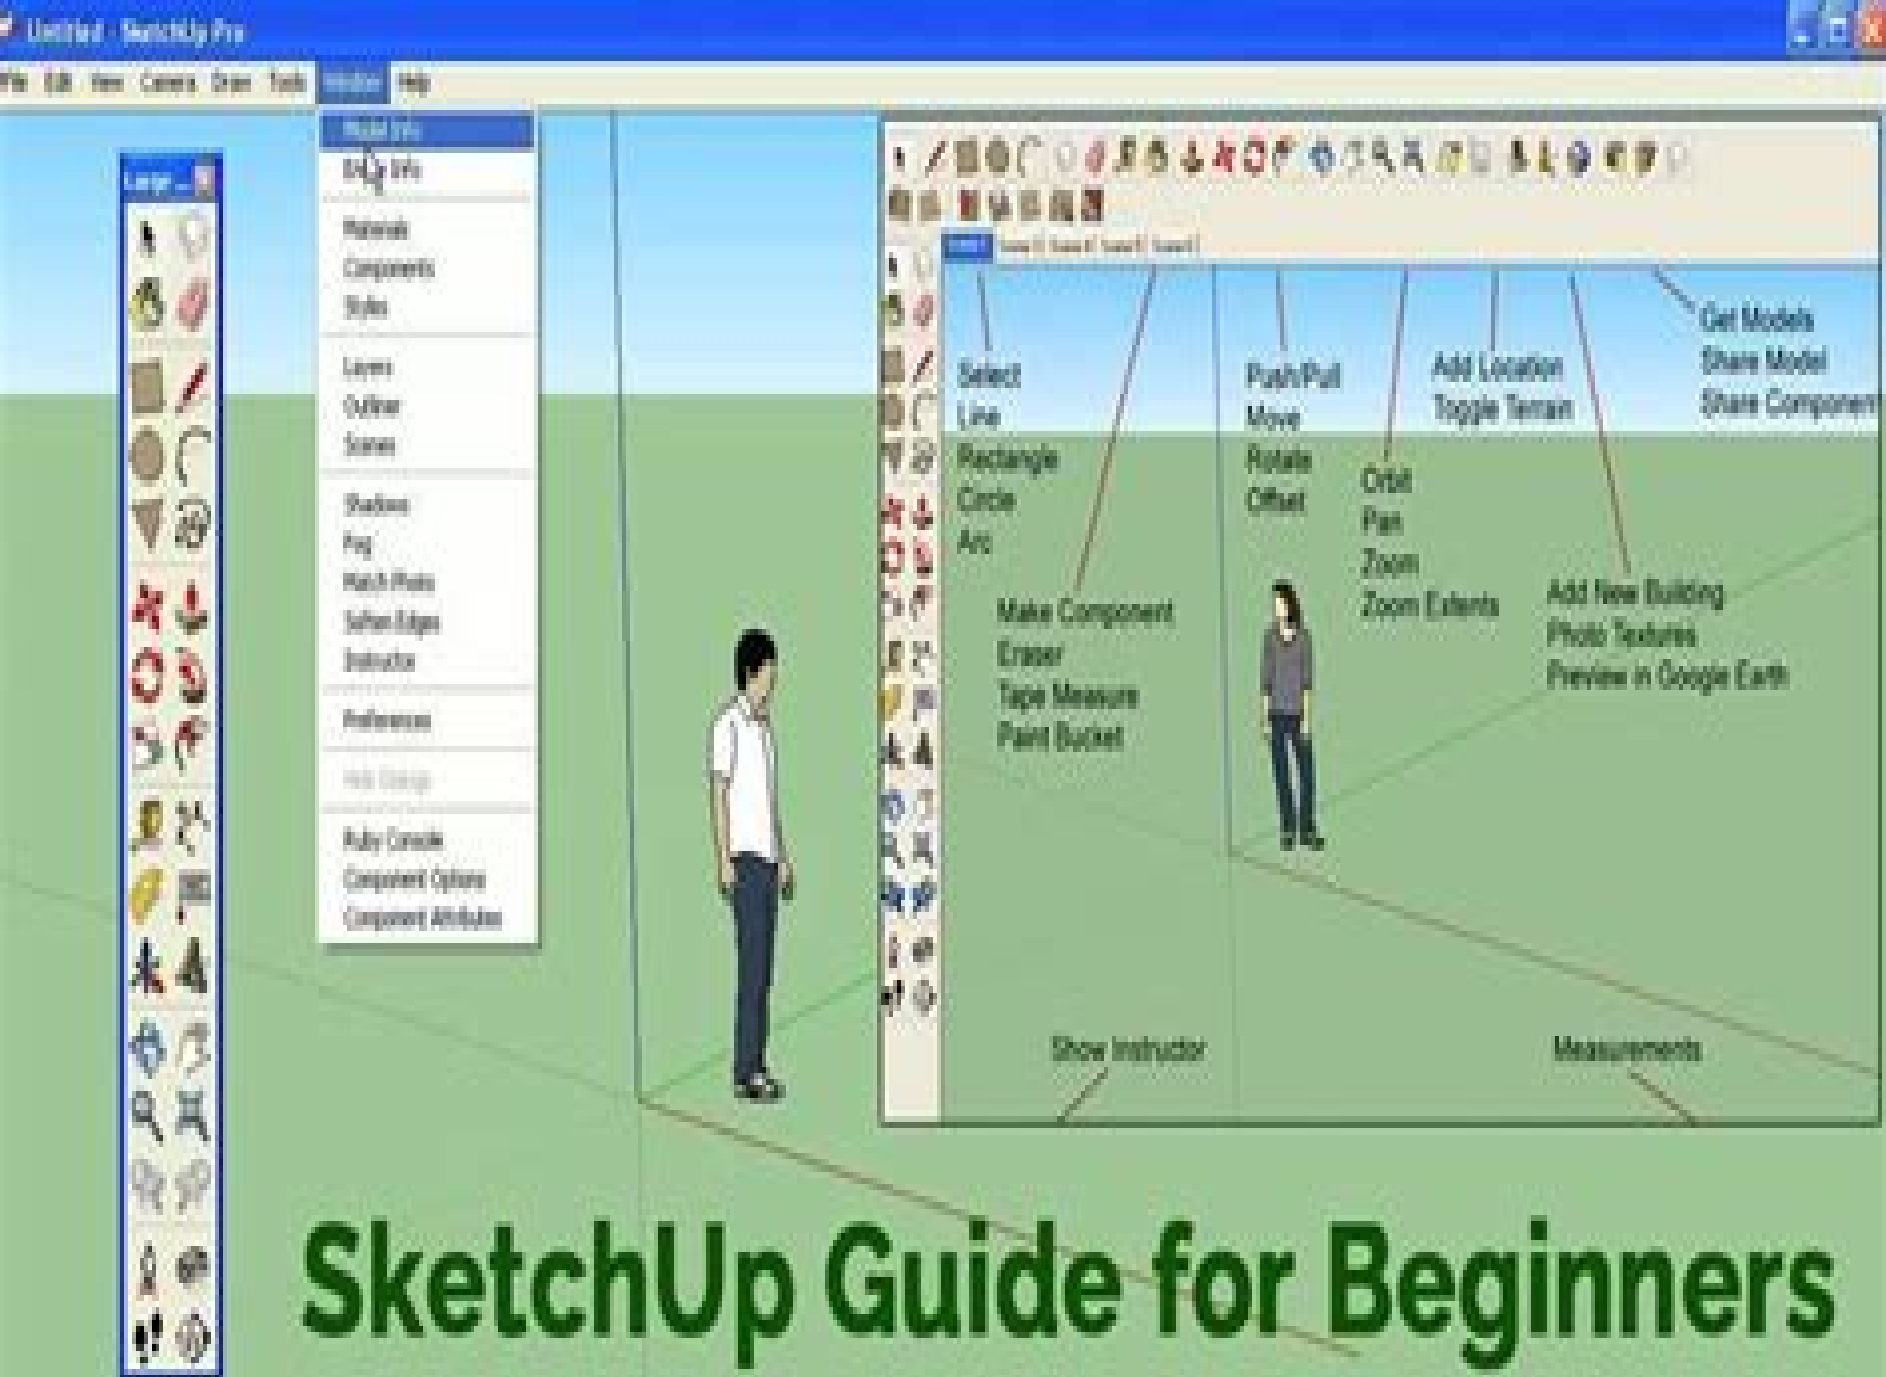 Untitled - SketchUp Pro
File Edit View Camera Draw Tools Window Help
Large ...
Model Info
Entity Info
Materials
Components
Styles
Layers
Outliner
Scenes
Shadows
Fog
Match Photo
Soften Edges
Instructor
Preferences
Hide Dialogs
Ruby Console
Component Options
Component Attributes
Select
Line
Rectangle
Circle
Arc
Make Component
Eraser
Tape Measure
Paint Bucket
Push/Pull
Move
Rotate
Offset
Orbit
Pan
Zoom
Zoom Extents
Add Location
Toggle Terrain
Add New Building
Photo Textures
Preview in Google Earth
Get Models
Share Model
Share Component
Show Instructor
Measurements
SketchUp Guide for Beginners